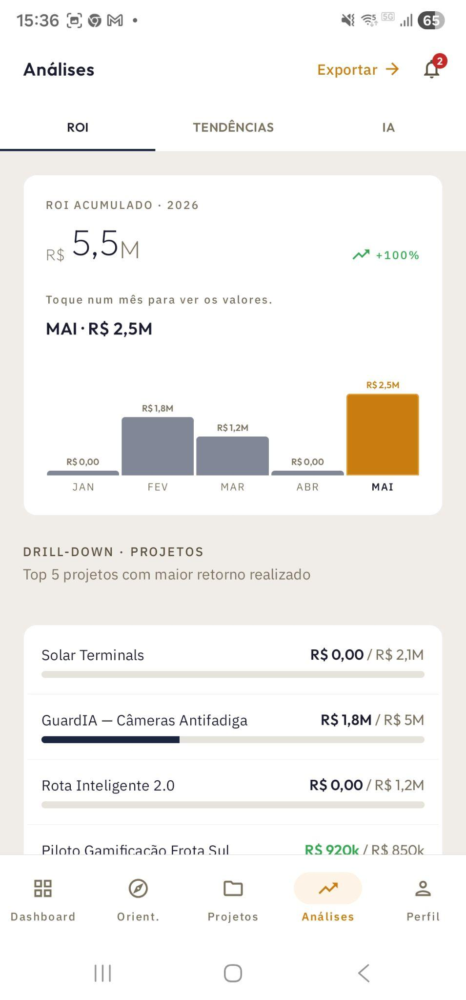 15:36
5G
65
Análises
Exportar →
2
ROI
TENDÊNCIAS
IA
ROI ACUMULADO · 2026
R$ 5,5M
+100%
Toque num mês para ver os valores.
MAI · R$ 2,5M
R$ 0,00
R$ 1,8M
R$ 1,2M
R$ 0,00
R$ 2,5M
JAN
FEV
MAR
ABR
MAI
DRILL-DOWN · PROJETOS
Top 5 projetos com maior retorno realizado
Solar Terminals
R$ 0,00 / R$ 2,1M
GuardIA — Câmeras Antifadiga
R$ 1,8M / R$ 5M
Rota Inteligente 2.0
R$ 0,00 / R$ 1,2M
Piloto Gamificação Frota Sul
R$ 920k / R$ 850k
Dashboard
Orient.
Projetos
Análises
Perfil